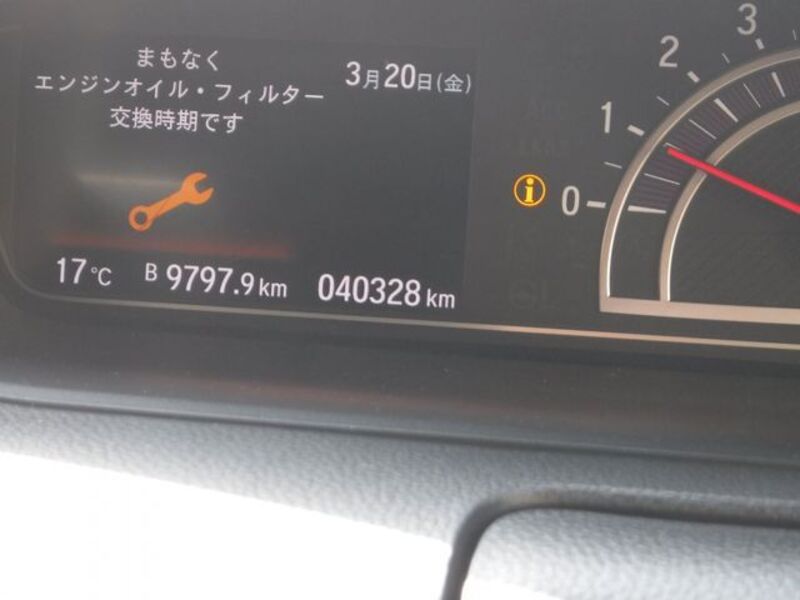 まもなく
エンジンオイル・フィルター
交換時期です
3月20日(金)
17℃ B 9797.9 km 040328 km
i
0
1
2
3